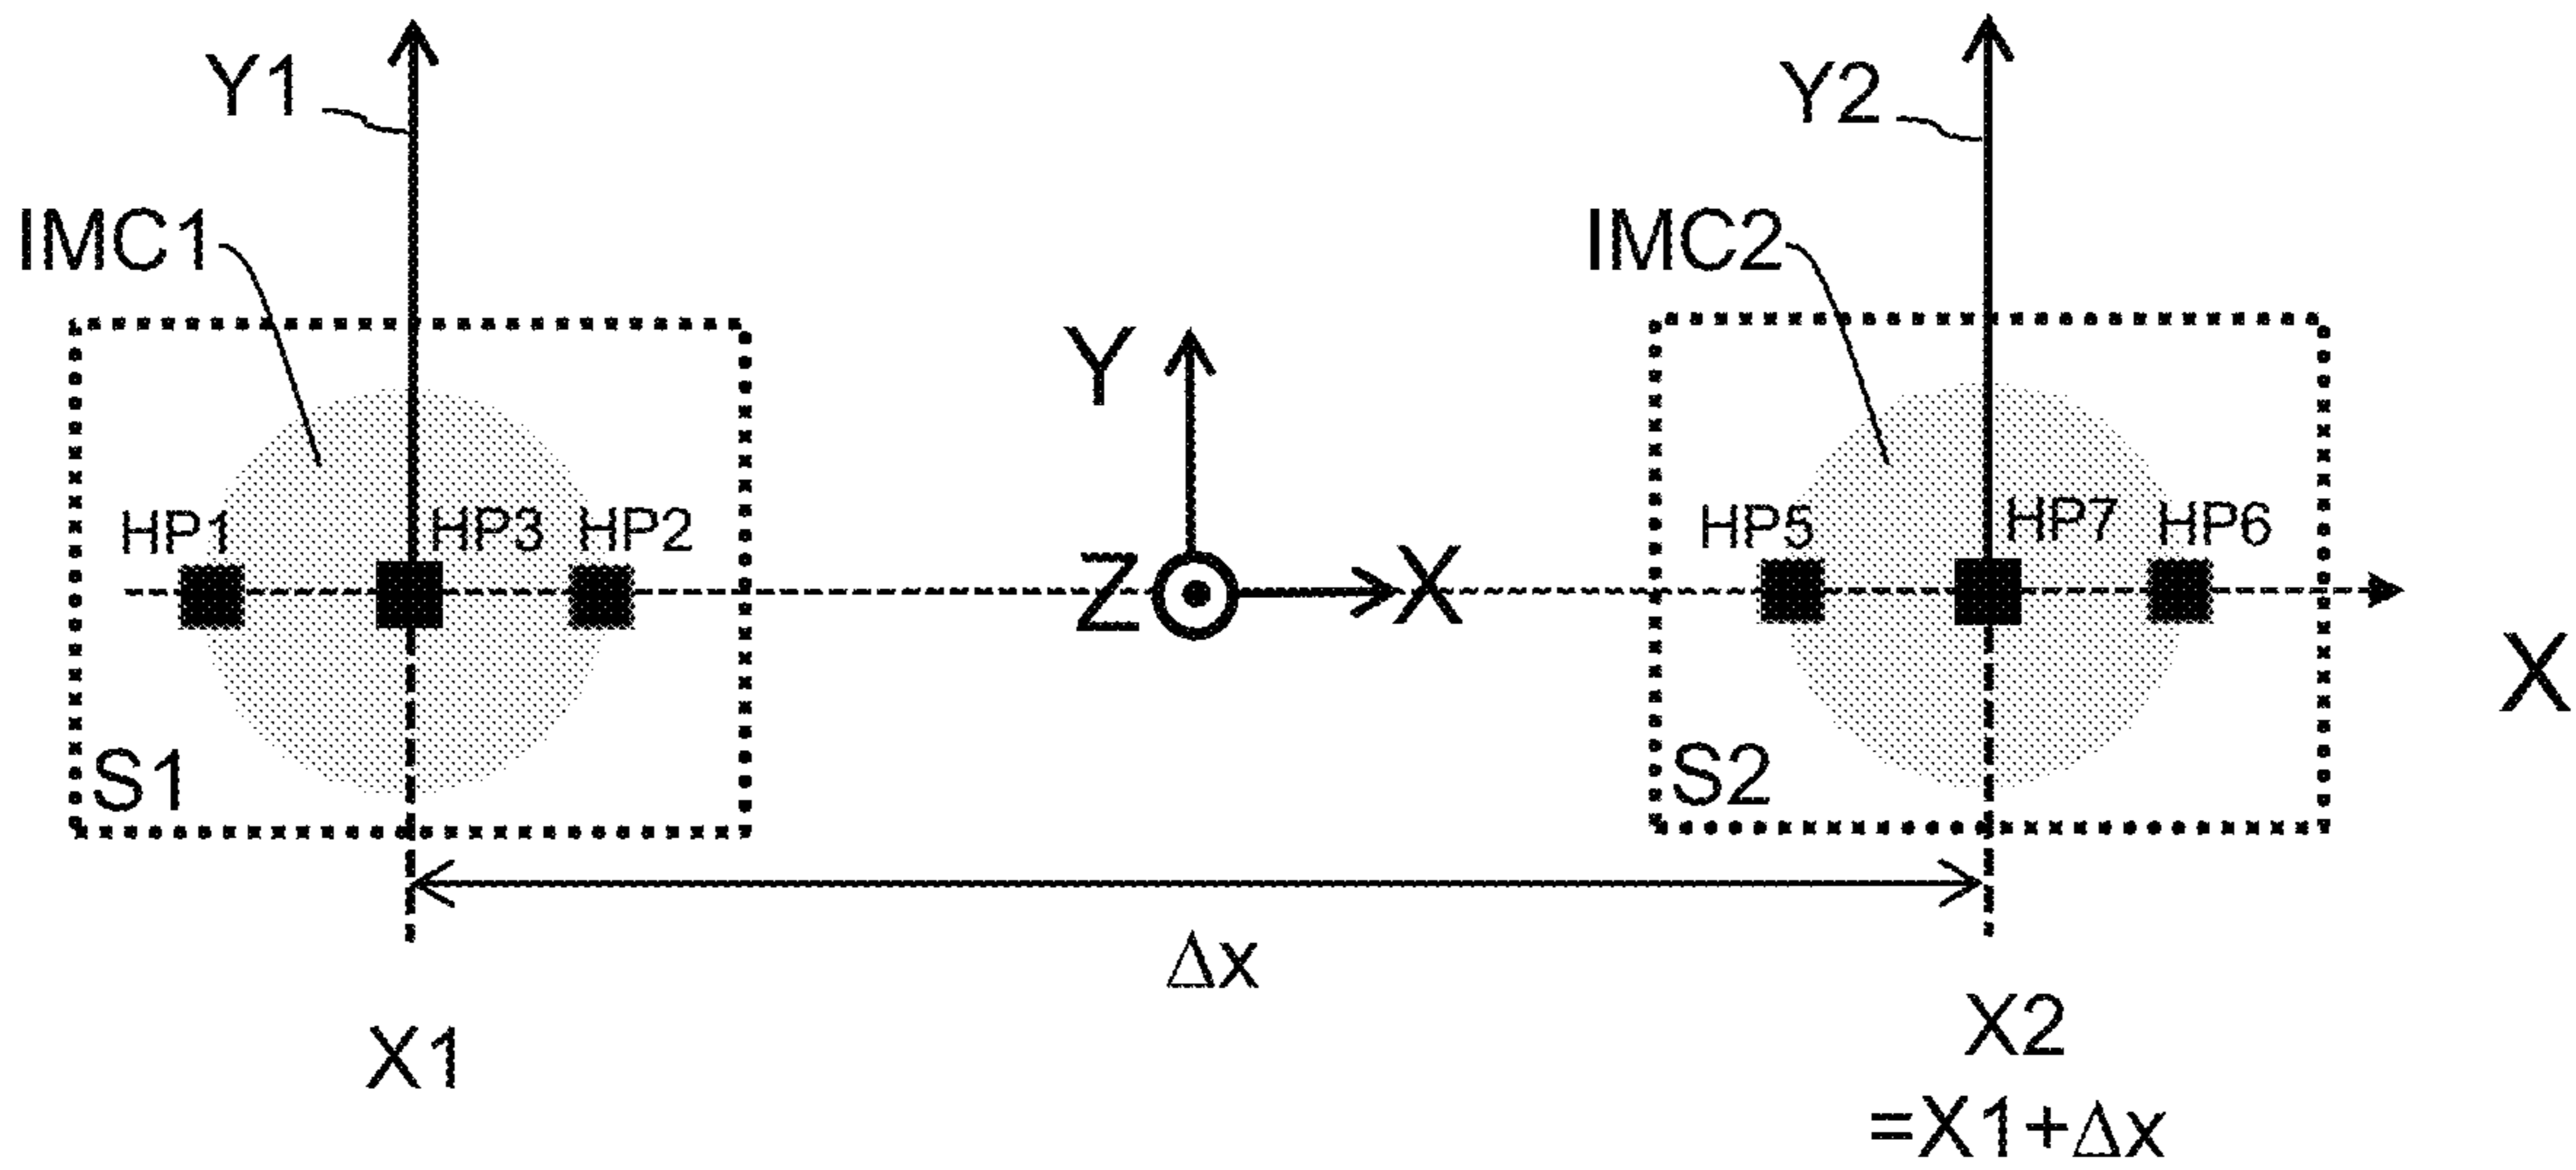 Y1
Y2
IMC1
IMC2
Y
HP1
HP3
HP2
HP5
HP7
HP6
Z
X
X
S1
S2
Δx
X1
X2
=X1+Δx